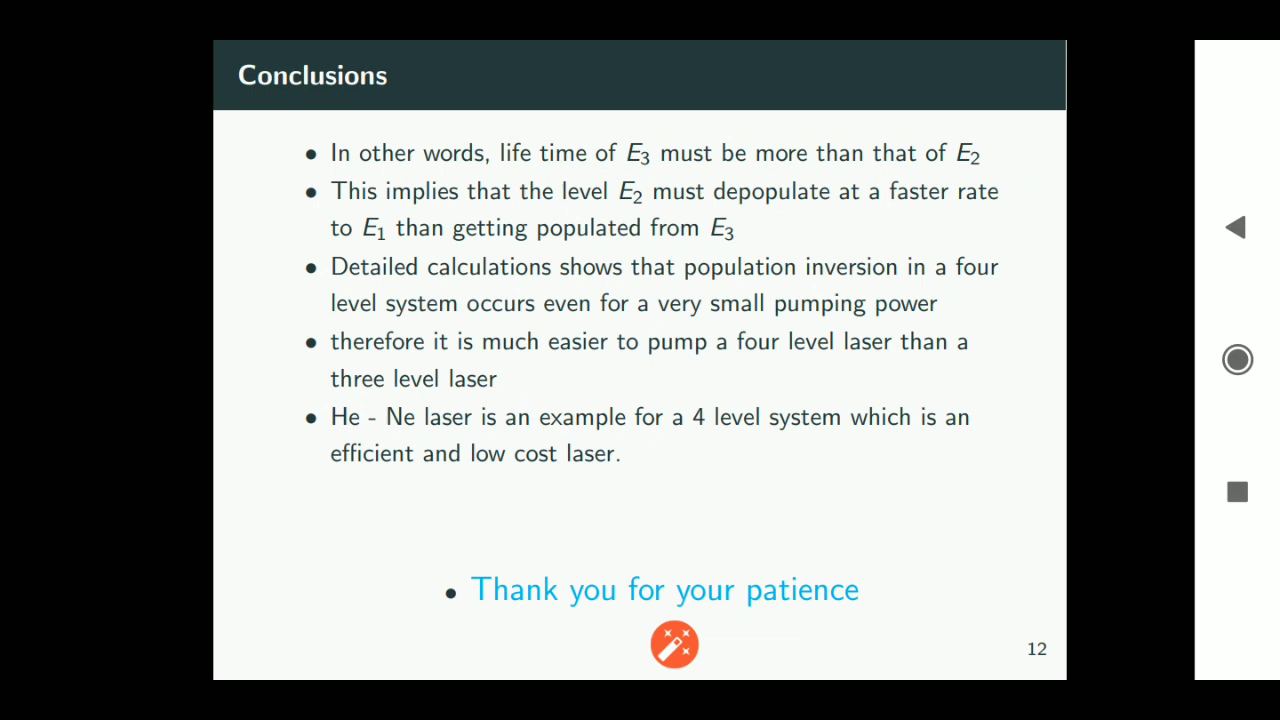 Conclusions
• In other words, life time of E₃ must be more than that of E₂
• This implies that the level E₂ must depopulate at a faster rate
to E₁ than getting populated from E₃
• Detailed calculations shows that population inversion in a four
level system occurs even for a very small pumping power
• therefore it is much easier to pump a four level laser than a
three level laser
• He - Ne laser is an example for a 4 level system which is an
efficient and low cost laser.
• Thank you for your patience
12